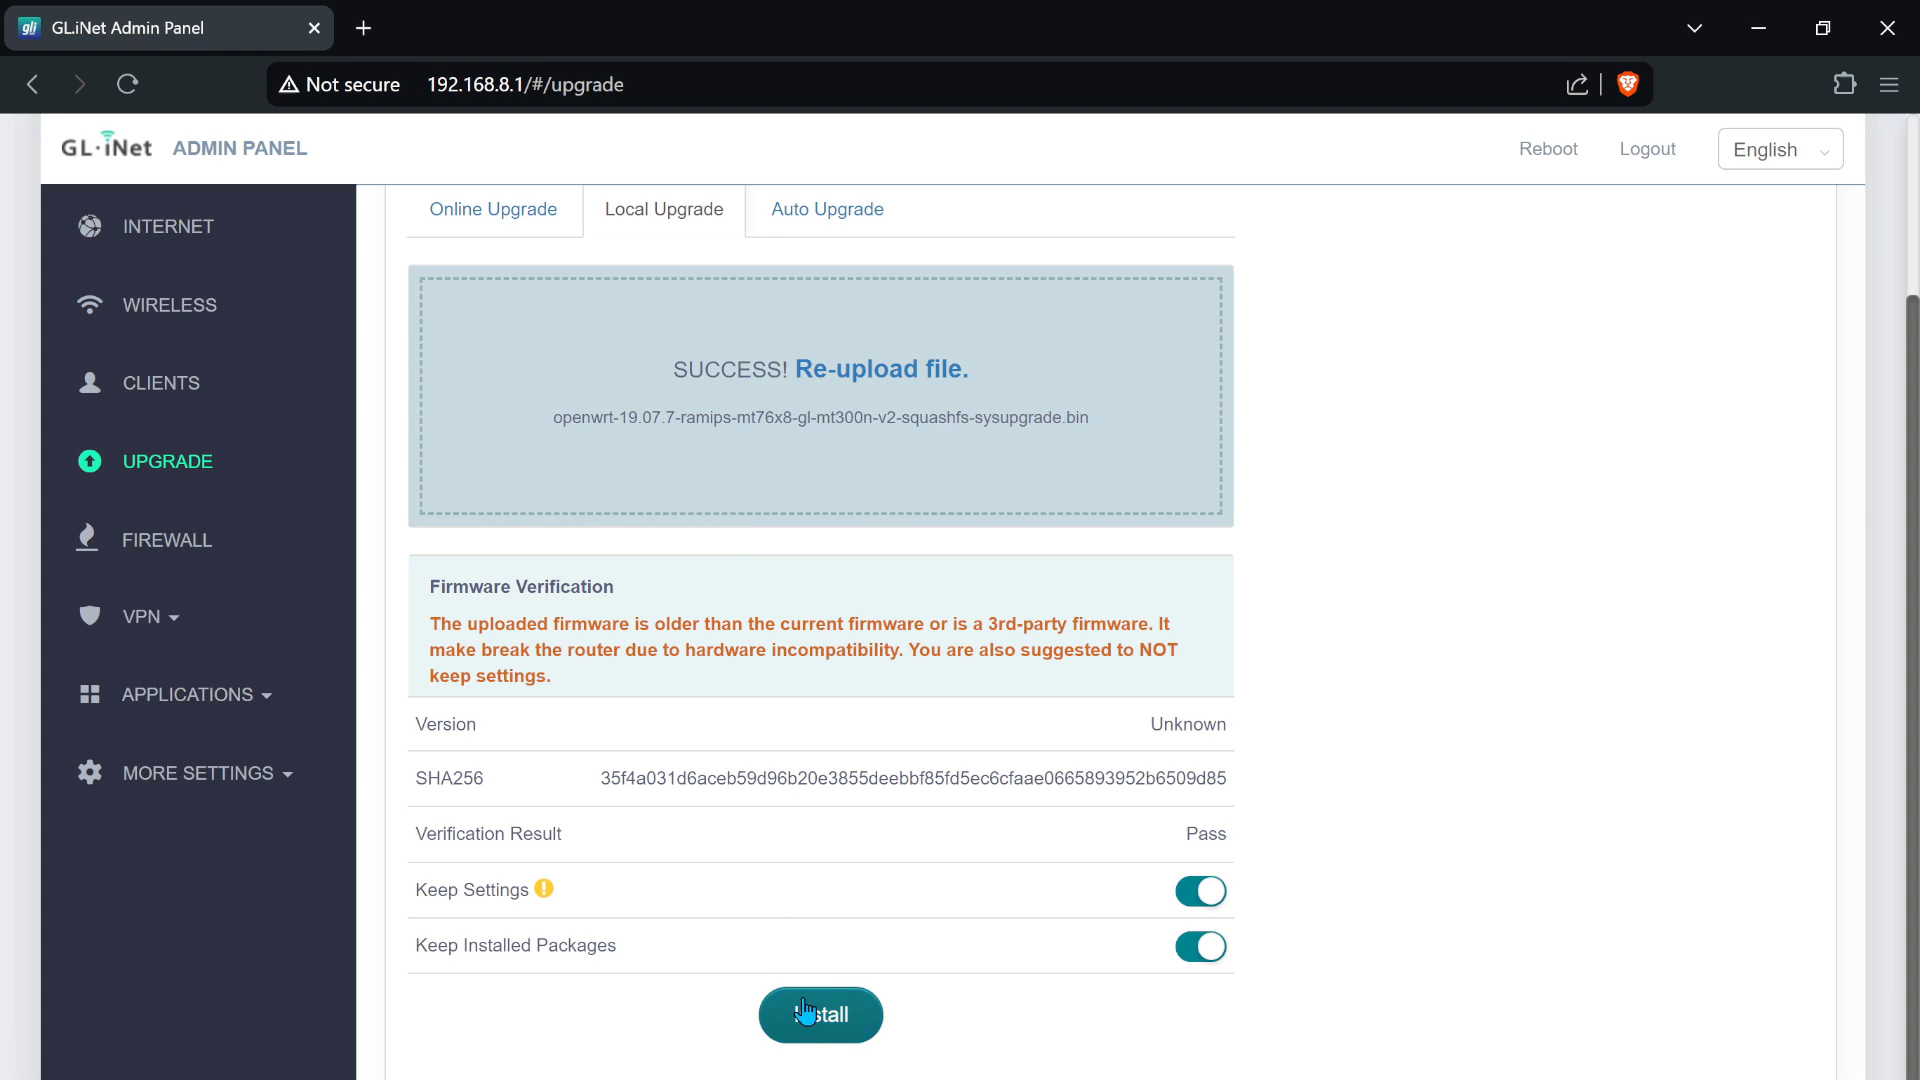 gli
GL.iNet Admin Panel
Not secure
192.168.8.1/#/upgrade
GL·iNet ADMIN PANEL
Reboot
Logout
English
INTERNET
WIRELESS
CLIENTS
UPGRADE
FIREWALL
VPN
APPLICATIONS
MORE SETTINGS
Online Upgrade
Local Upgrade
Auto Upgrade
SUCCESS! Re-upload file.
openwrt-19.07.7-ramips-mt76x8-gl-mt300n-v2-squashfs-sysupgrade.bin
Firmware Verification
The uploaded firmware is older than the current firmware or is a 3rd-party firmware. It
make break the router due to hardware incompatibility. You are also suggested to NOT
keep settings.
Version Unknown
SHA256 35f4a031d6aceb59d96b20e3855deebbf85fd5ec6cfaae0665893952b6509d85
Verification Result Pass
Keep Settings
Keep Installed Packages
Install